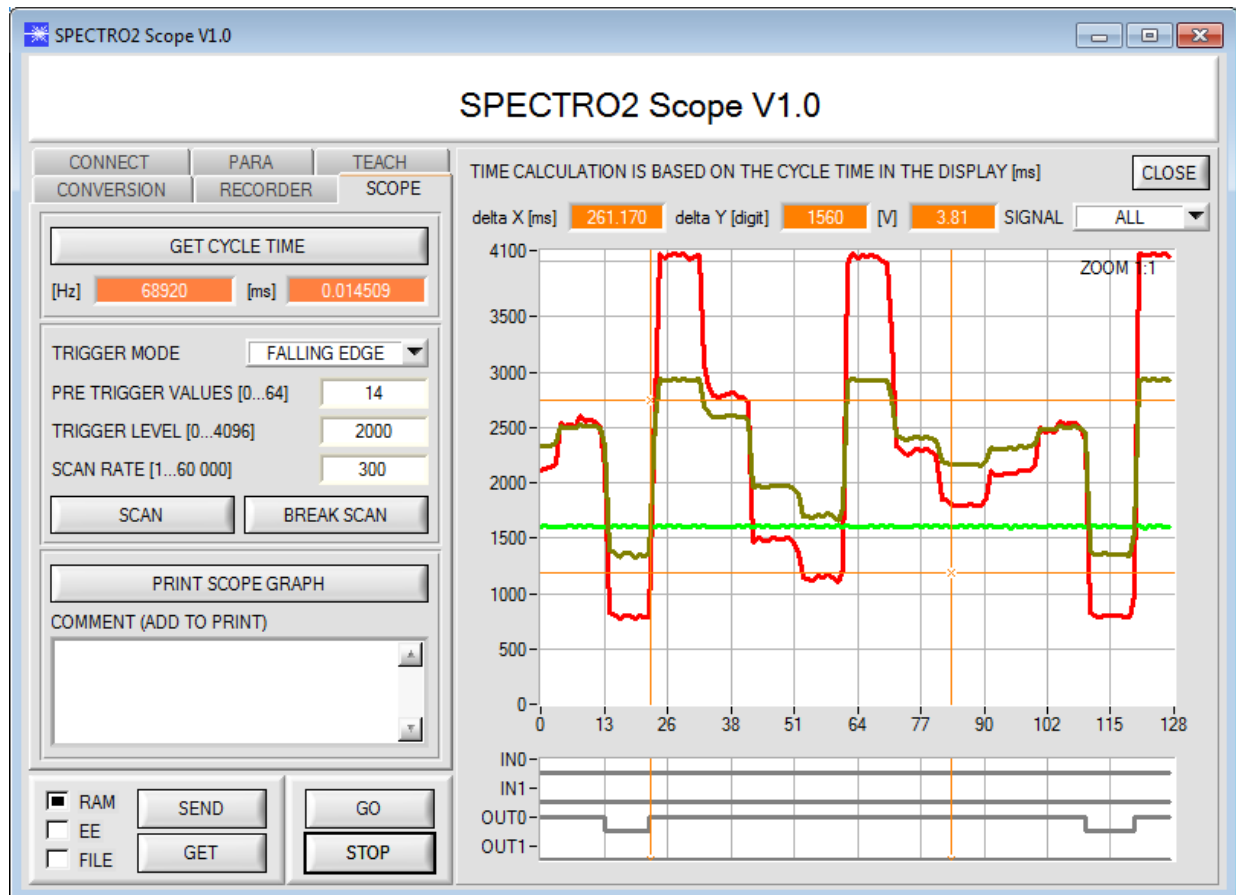 SPECTRO2 Scope V1.0
SPECTRO2 Scope V1.0
CONNECT PARA TEACH
CONVERSION RECORDER SCOPE
GET CYCLE TIME
[Hz] 68920 [ms] 0.014509
TRIGGER MODE FALLING EDGE
PRE TRIGGER VALUES [0...64] 14
TRIGGER LEVEL [0...4096] 2000
SCAN RATE [1...60 000] 300
SCAN BREAK SCAN
PRINT SCOPE GRAPH
COMMENT (ADD TO PRINT)
RAM
EE
FILE
SEND
GET
GO
STOP
TIME CALCULATION IS BASED ON THE CYCLE TIME IN THE DISPLAY [ms] CLOSE
delta X [ms] 261.170 delta Y [digit] 1560 [V] 3.81 SIGNAL ALL
ZOOM 1:1
4100
3500
3000
2500
2000
1500
1000
500
0
0 13 26 38 51 64 77 90 102 115 128
IN0
IN1
OUT0
OUT1